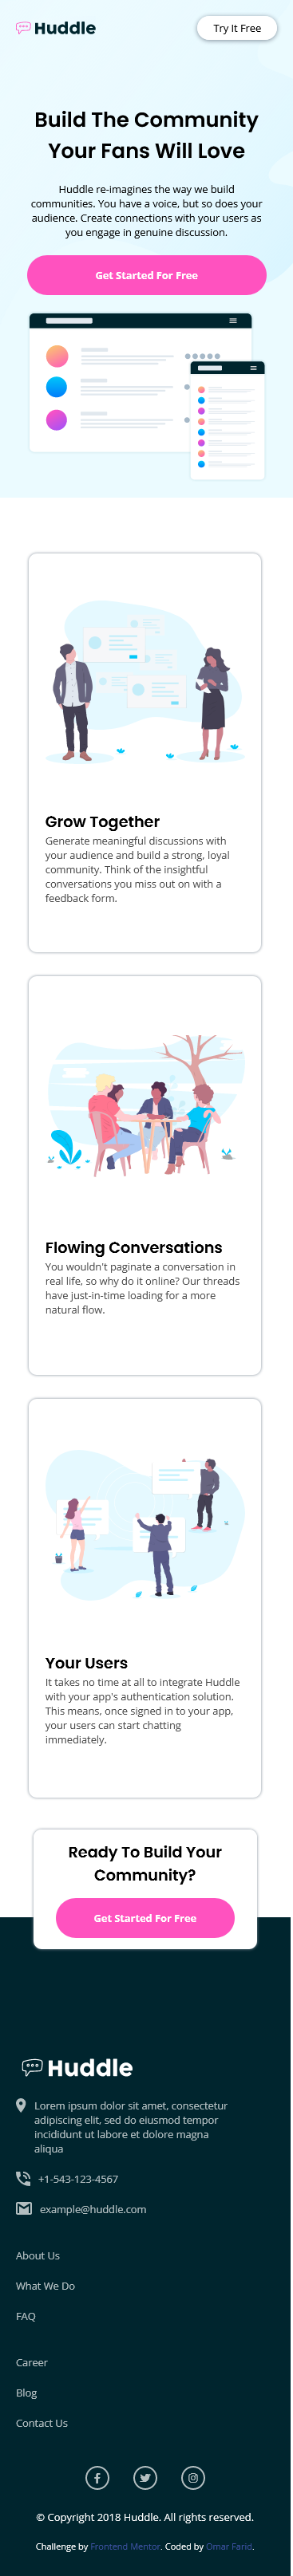 Huddle
Try It Free
Build The Community
Your Fans Will Love
Huddle re-imagines the way we build
communities. You have a voice, but so does your
audience. Create connections with your users as
you engage in genuine discussion.
Get Started For Free
Grow Together
Generate meaningful discussions with
your audience and build a strong, loyal
community. Think of the insightful
conversations you miss out on with a
feedback form.
Flowing Conversations
You wouldn't paginate a conversation in
real life, so why do it online? Our threads
have just-in-time loading for a more
natural flow.
Your Users
It takes no time at all to integrate Huddle
with your app's authentication solution.
This means, once signed in to your app,
your users can start chatting
immediately.
Ready To Build Your
Community?
Get Started For Free
Huddle
Lorem ipsum dolor sit amet, consectetur
adipiscing elit, sed do eiusmod tempor
incididunt ut labore et dolore magna
aliqua
+1-543-123-4567
example@huddle.com
About Us
What We Do
FAQ
Career
Blog
Contact Us
© Copyright 2018 Huddle. All rights reserved.
Challenge by Frontend Mentor. Coded by Omar Farid.